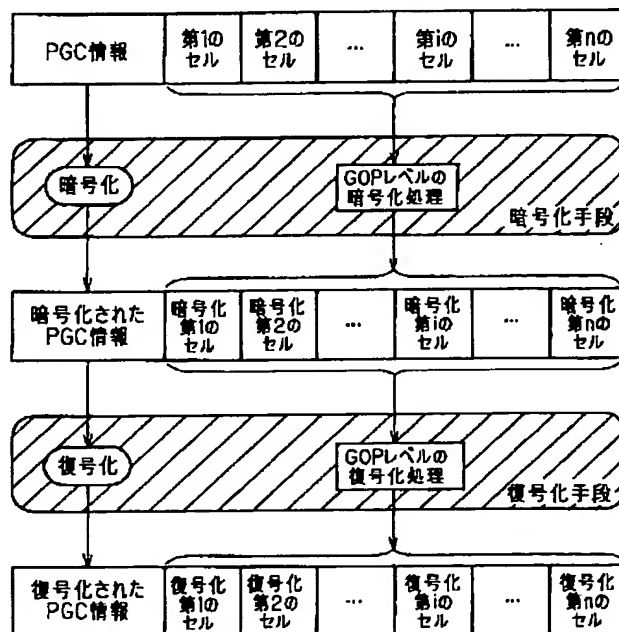 PGC情報
第1の
セル
第2の
セル
...
第iの
セル
...
第nの
セル
暗号化
GOPレベルの
暗号化処理
暗号化手段
暗号化された
PGC情報
暗号化
第1の
セル
暗号化
第2の
セル
...
暗号化
第iの
セル
...
暗号化
第nの
セル
復号化
GOPレベルの
復号化処理
復号化手段
復号化された
PGC情報
復号化
第1の
セル
復号化
第2の
セル
...
復号化
第iの
セル
...
復号化
第nの
セル